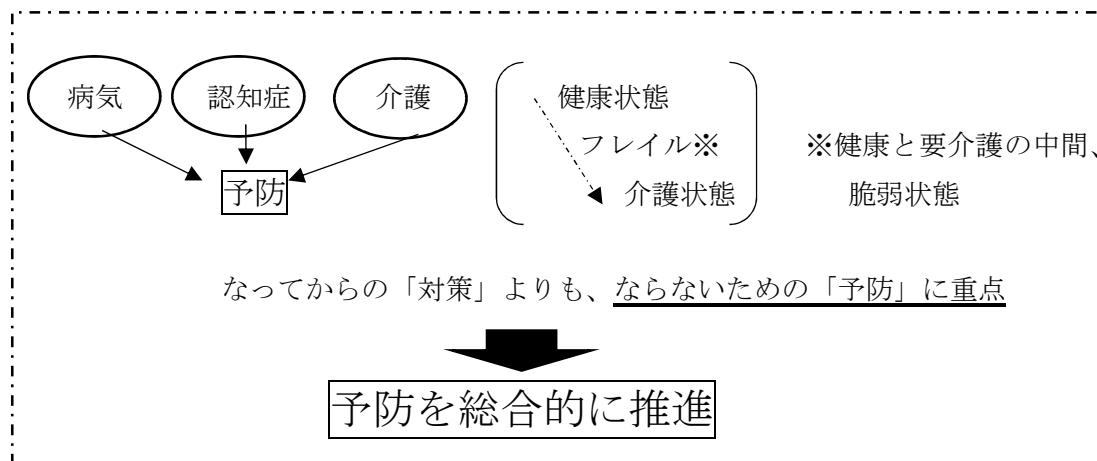 病気 認知症 介護
予防
健康状態
フレイル※
介護状態
※健康と要介護の中間、
脆弱状態
なってからの「対策」よりも、ならないための「予防」に重点
予防を総合的に推進